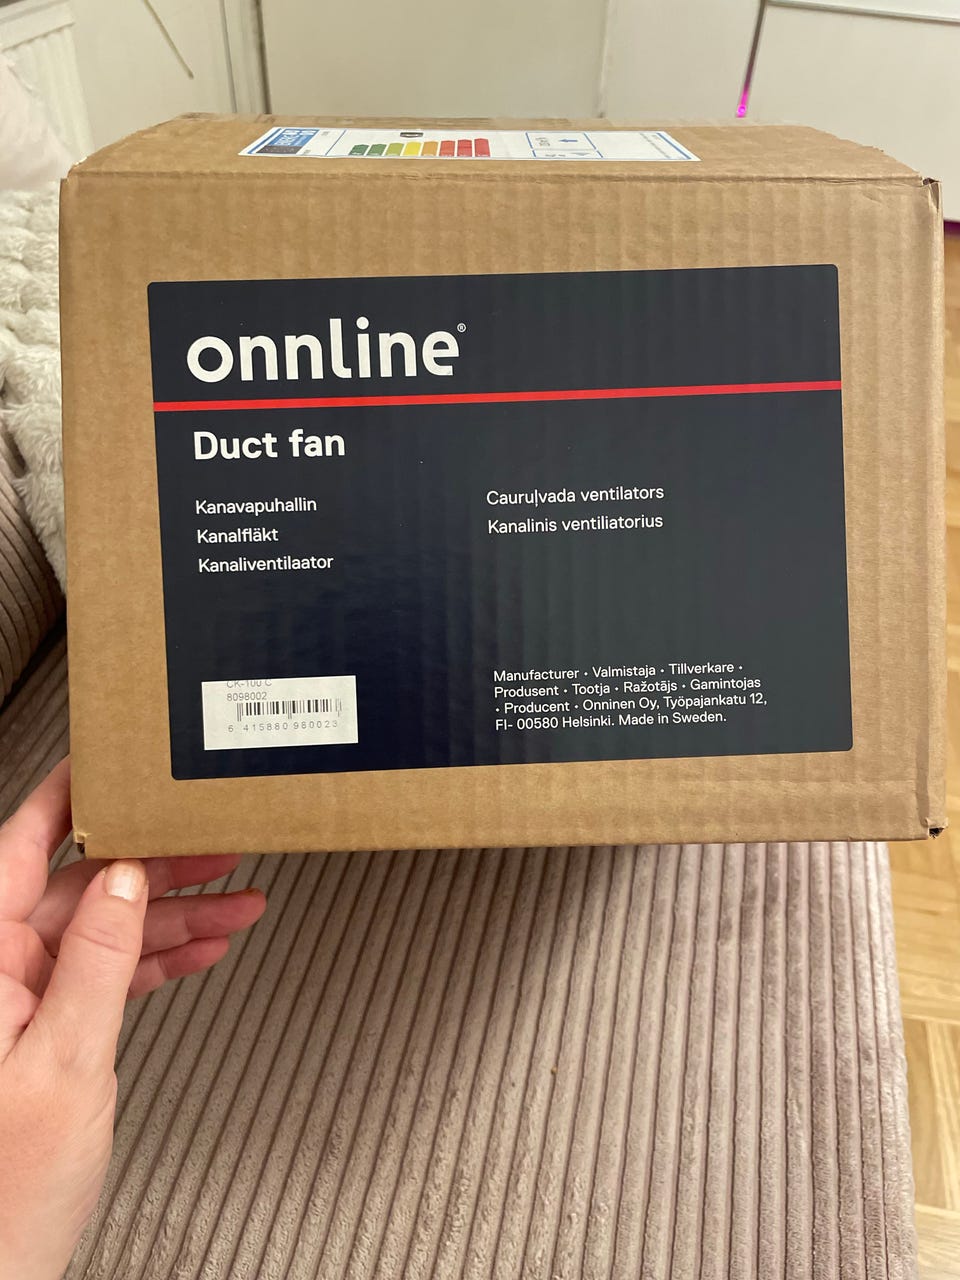 onnline®
Duct fan
Kanavapuhallin
Kanalfläkt
Kanaliventilaator
Cauruļvada ventilators
Kanalinis ventiliatorius
CK-100 C
8098002
6 415880 980023
Manufacturer · Valmistaja · Tillverkare ·
Produsent · Tootja · Ražotājs · Gamintojas
· Producent · Onninen Oy, Työpajankatu 12,
FI- 00580 Helsinki. Made in Sweden.